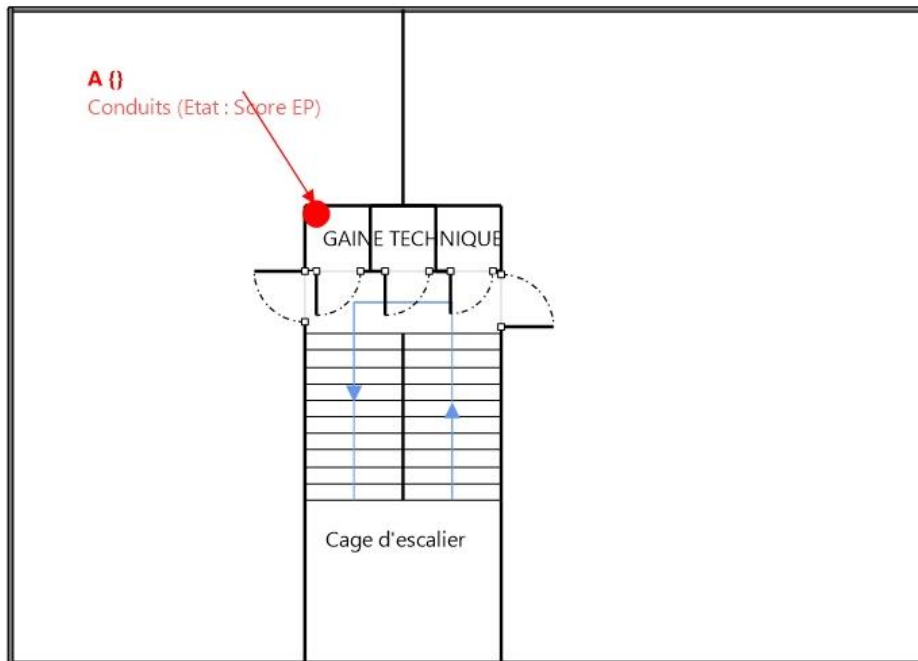 A {}
Conduits (Etat : Score EP)
GAINE TECHNIQUE
Cage d'escalier